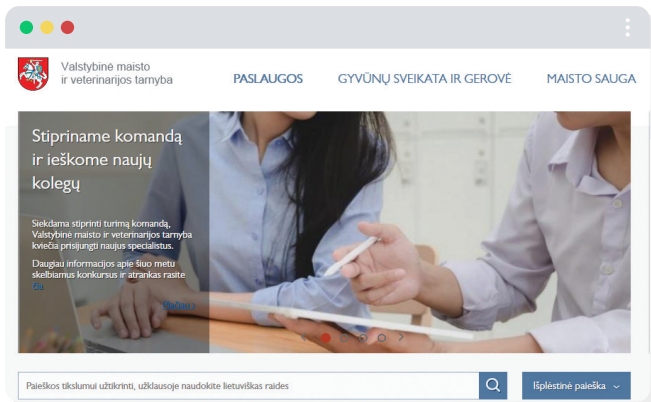 Valstybinė maisto
ir veterinarijos tarnyba
PASLAUGOS
GYVŪNŲ SVEIKATA IR GEROVĖ
MAISTO SAUGA
Stipriname komandą
ir ieškome naujų
kolegų
Siekdama stiprinti turimą komandą,
Valstybinė maisto ir veterinarijos tarnyba
kviečia prisijungti naujus specialistus.
Daugiau informacijos apie šiuo metu
skelbiamus konkursus ir atrankas rasite
čia
Paieškos tikslumui užtikrinti, užklausoje naudokite lietuviškas raides
Išplėstinė paieška